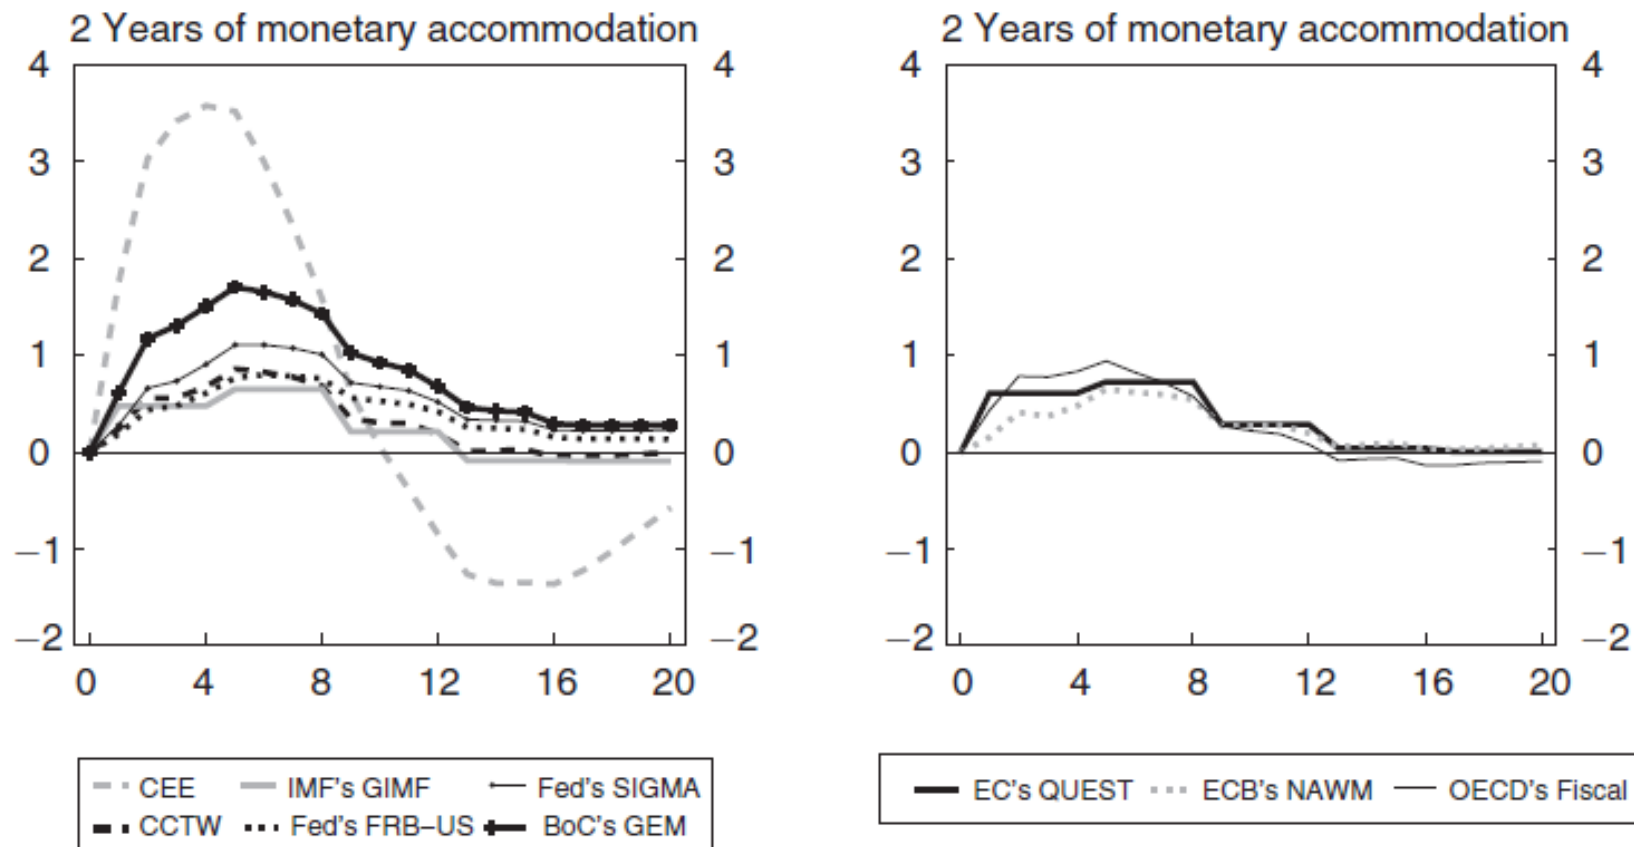 2 Years of monetary accommodation
4 4
3 3
2 2
1 1
0 0
−1 −1
−2 −2
0 4 8 12 16 20
CEE IMF's GIMF Fed's SIGMA
CCTW Fed's FRB−US BoC's GEM
2 Years of monetary accommodation
4 4
3 3
2 2
1 1
0 0
−1 −1
−2 −2
0 4 8 12 16 20
EC's QUEST ECB's NAWM OECD's Fiscal